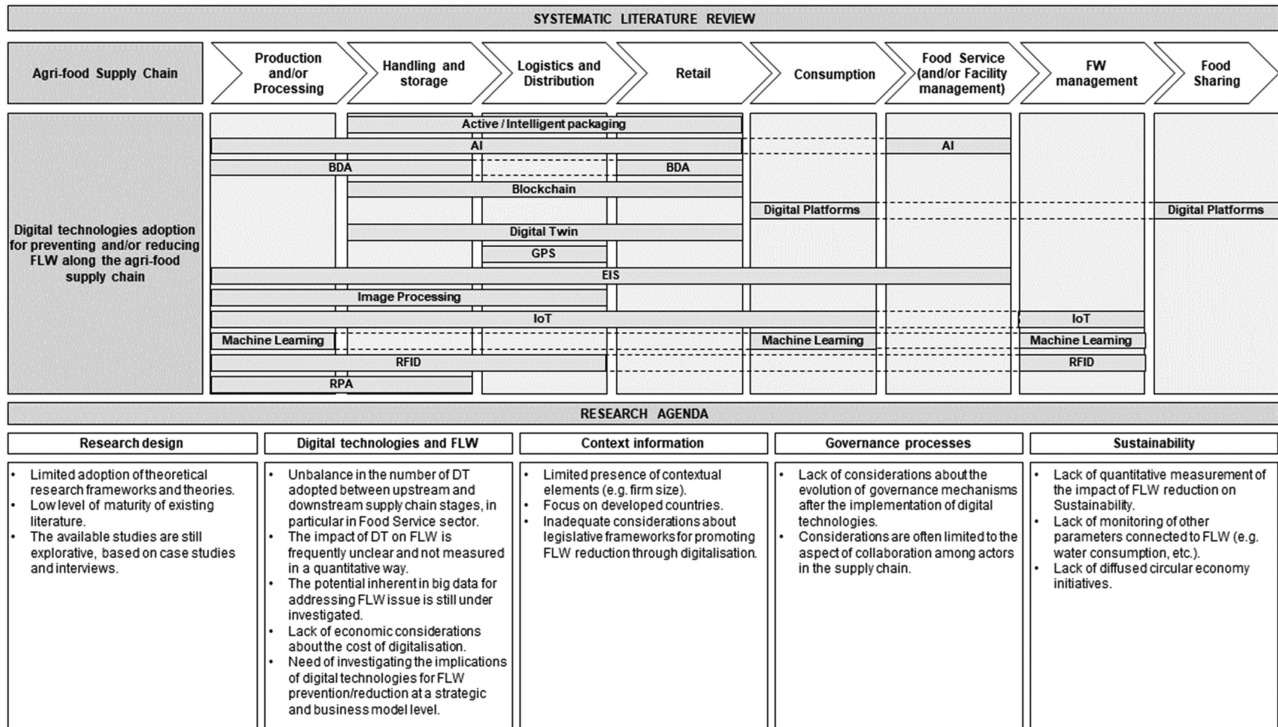 SYSTEMATIC LITERATURE REVIEW
Agri-food Supply Chain
Production
and/or
Processing
Handling and
storage
Logistics and
Distribution
Retail
Consumption
Food Service
(and/or Facility
management)
FW
management
Food
Sharing
Digital technologies adoption
for preventing and/or reducing
FLW along the agri-food
supply chain
Active / Intelligent packaging
AI
AI
BDA
BDA
Blockchain
Digital Platforms
Digital Platforms
Digital Twin
GPS
EIS
Image Processing
IoT
IoT
Machine Learning
Machine Learning
Machine Learning
RFID
RFID
RPA
RESEARCH AGENDA
Research design
• Limited adoption of theoretical
research frameworks and theories.
• Low level of maturity of existing
literature.
• The available studies are still
explorative, based on case studies
and interviews.
Digital technologies and FLW
• Unbalance in the number of DT
adopted between upstream and
downstream supply chain stages, in
particular in Food Service sector.
• The impact of DT on FLW is
frequently unclear and not measured
in a quantitative way.
• The potential inherent in big data for
addressing FLW issue is still under
investigated.
• Lack of economic considerations
about the cost of digitalisation.
• Need of investigating the implications
of digital technologies for FLW
prevention/reduction at a strategic
and business model level.
Context information
• Limited presence of contextual
elements (e.g. firm size).
• Focus on developed countries.
• Inadequate considerations about
legislative frameworks for promoting
FLW reduction through digitalisation.
Governance processes
• Lack of considerations about the
evolution of governance mechanisms
after the implementation of digital
technologies.
• Considerations are often limited to the
aspect of collaboration among actors
in the supply chain.
Sustainability
• Lack of quantitative measurement of
the impact of FLW reduction on
Sustainability.
• Lack of monitoring of other
parameters connected to FLW (e.g.
water consumption, etc.).
• Lack of diffused circular economy
initiatives.